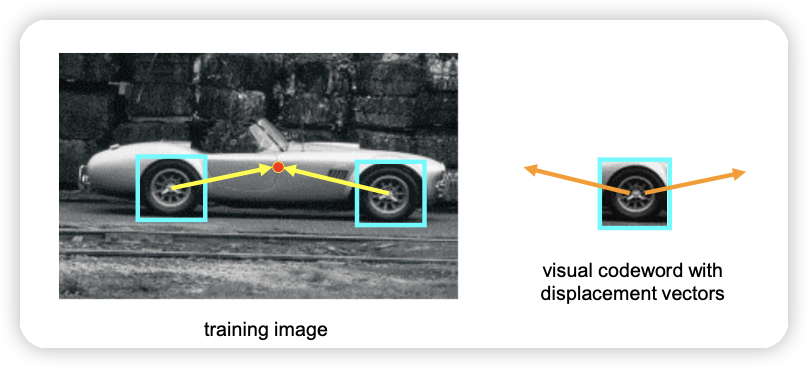 training image
visual codeword with
displacement vectors